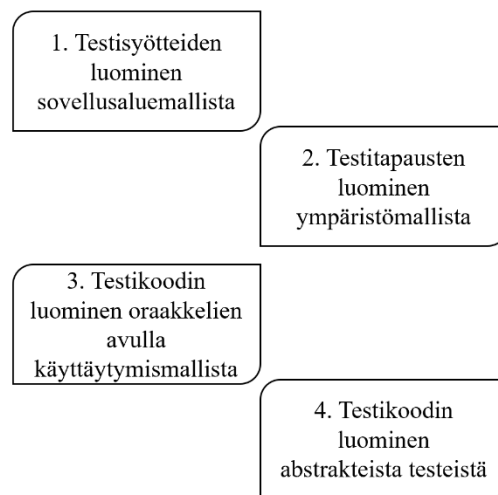 1. Testisyötteiden
luominen
sovellusaluemallista
2. Testitapausten
luominen
ympäristömallista
3. Testikoodin
luominen oraakkelien
avulla
käyttäytymismallista
4. Testikoodin
luominen
abstrakteista testeistä